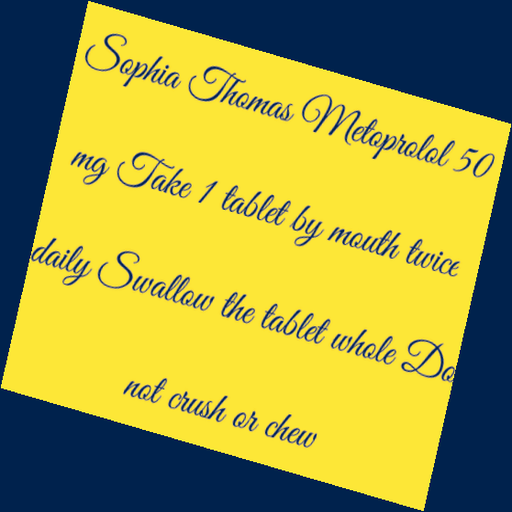 Sophia Thomas Metoprolol 50
mg Take 1 tablet by mouth twice
daily Swallow the tablet whole Do
not crush or chew